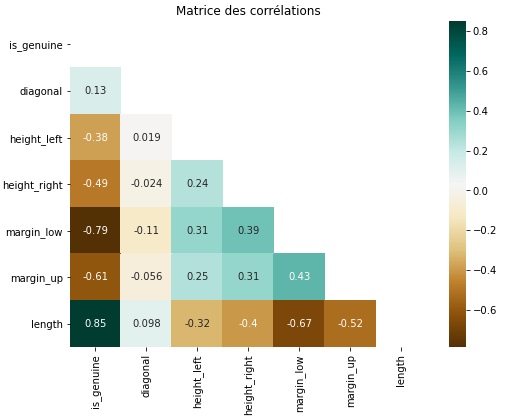 Matrice des corrélations
is_genuine
diagonal 0.13
height_left -0.38 0.019
height_right -0.49 -0.024 0.24
margin_low -0.79 -0.11 0.31 0.39
margin_up -0.61 -0.056 0.25 0.31 0.43
length 0.85 0.098 -0.32 -0.4 -0.67 -0.52
is_genuine diagonal height_left height_right margin_low margin_up length
0.8
0.6
0.4
0.2
0.0
-0.2
-0.4
-0.6